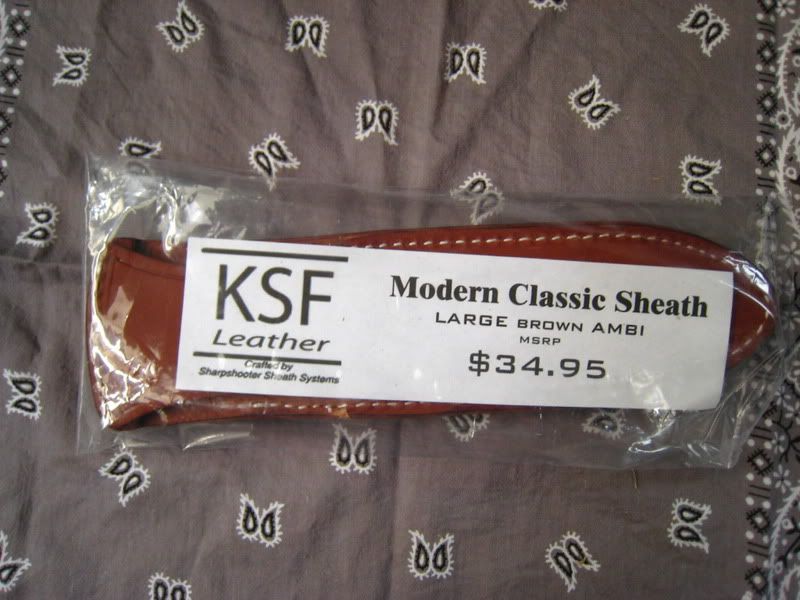 KSF
Leather
Crafted by
Sharpshooter Sheath Systems
Modern Classic Sheath
LARGE BROWN AMBI
MSRP
$34.95